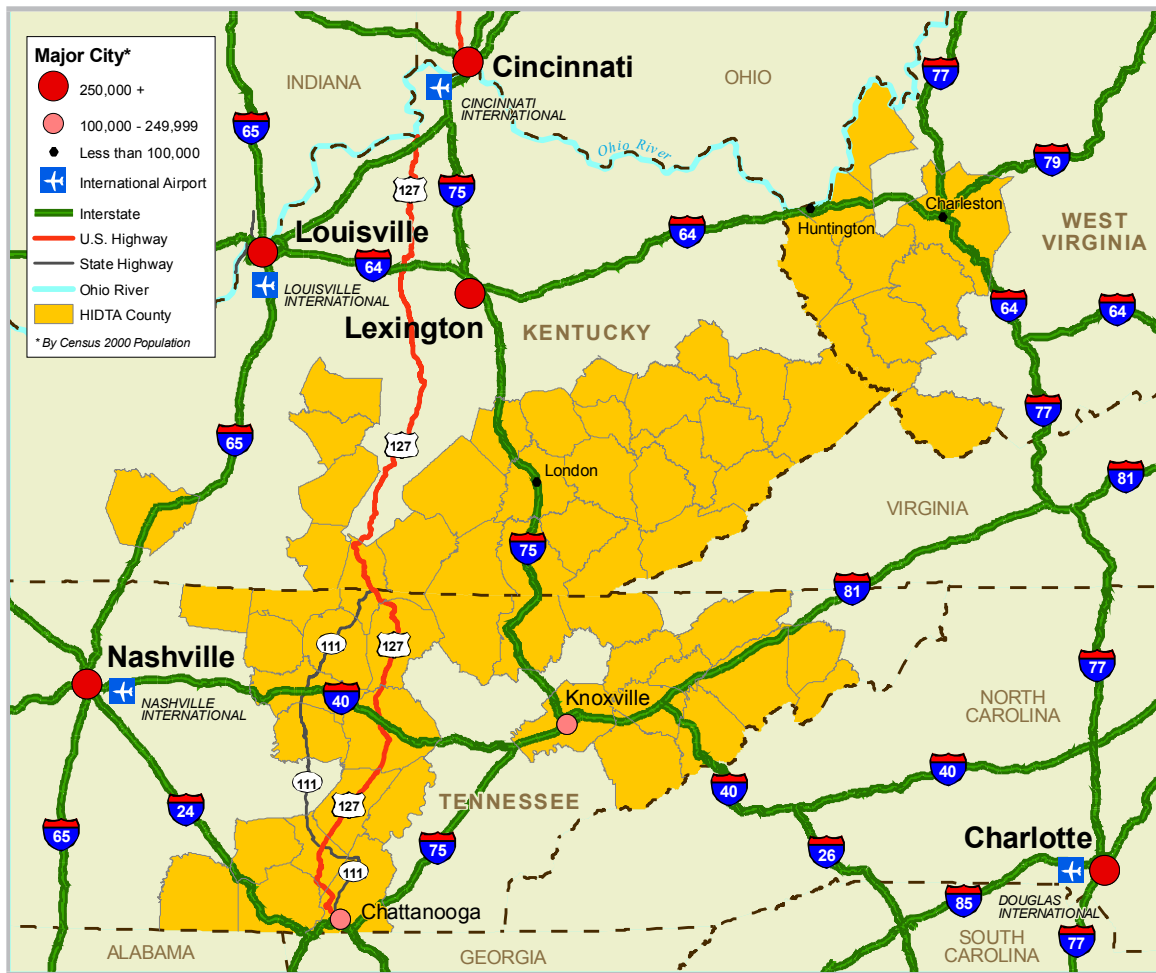 Major City*
250,000 +
100,000 - 249,999
Less than 100,000
International Airport
Interstate
U.S. Highway
State Highway
Ohio River
HIDTA County
* By Census 2000 Population
INDIANA
OHIO
Cincinnati
CINCINNATI
INTERNATIONAL
77
65
Ohio River
79
127
75
Charleston
Huntington
WEST
VIRGINIA
Louisville
64
64
LOUISVILLE
INTERNATIONAL
Lexington
KENTUCKY
64
64
77
65
127
London
81
VIRGINIA
75
81
111
127
Nashville
NASHVILLE
INTERNATIONAL
40
Knoxville
77
NORTH
CAROLINA
40
111
40
24
127
TENNESSEE
65
75
26
Charlotte
111
DOUGLAS
INTERNATIONAL
85
Chattanooga
77
ALABAMA
GEORGIA
SOUTH
CAROLINA